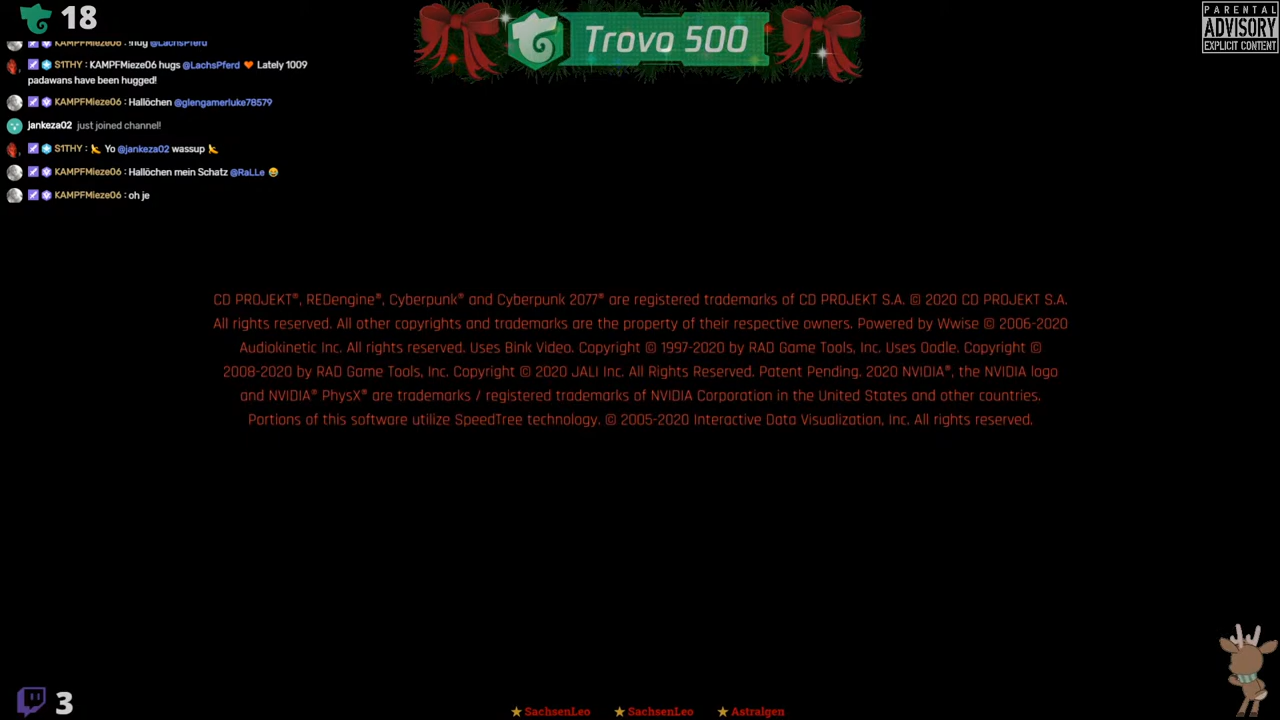 18
Trovo 500
PARENTAL
ADVISORY
EXPLICIT CONTENT
KAMPFMieze06 : !hug @LachsPferd
S1THY : KAMPFMieze06 hugs @LachsPferd Lately 1009
padawans have been hugged!
KAMPFMieze06 : Hallöchen @glengamerluke78579
jankeza02 just joined channel!
S1THY : Yo @jankeza02 wassup
KAMPFMieze06 : Hallöchen mein Schatz @RaLLe
KAMPFMieze06 : oh je
CD PROJEKT®, REDengine®, Cyberpunk® and Cyberpunk 2077® are registered trademarks of CD PROJEKT S.A. © 2020 CD PROJEKT S.A.
All rights reserved. All other copyrights and trademarks are the property of their respective owners. Powered by Wwise © 2006-2020
Audiokinetic Inc. All rights reserved. Uses Bink Video. Copyright © 1997-2020 by RAD Game Tools, Inc. Uses Oodle. Copyright ©
2008-2020 by RAD Game Tools, Inc. Copyright © 2020 JALI Inc. All Rights Reserved. Patent Pending. 2020 NVIDIA®, the NVIDIA logo
and NVIDIA® PhysX® are trademarks / registered trademarks of NVIDIA Corporation in the United States and other countries.
Portions of this software utilize SpeedTree technology. © 2005-2020 Interactive Data Visualization, Inc. All rights reserved.
3
SachsenLeo SachsenLeo Astralgen